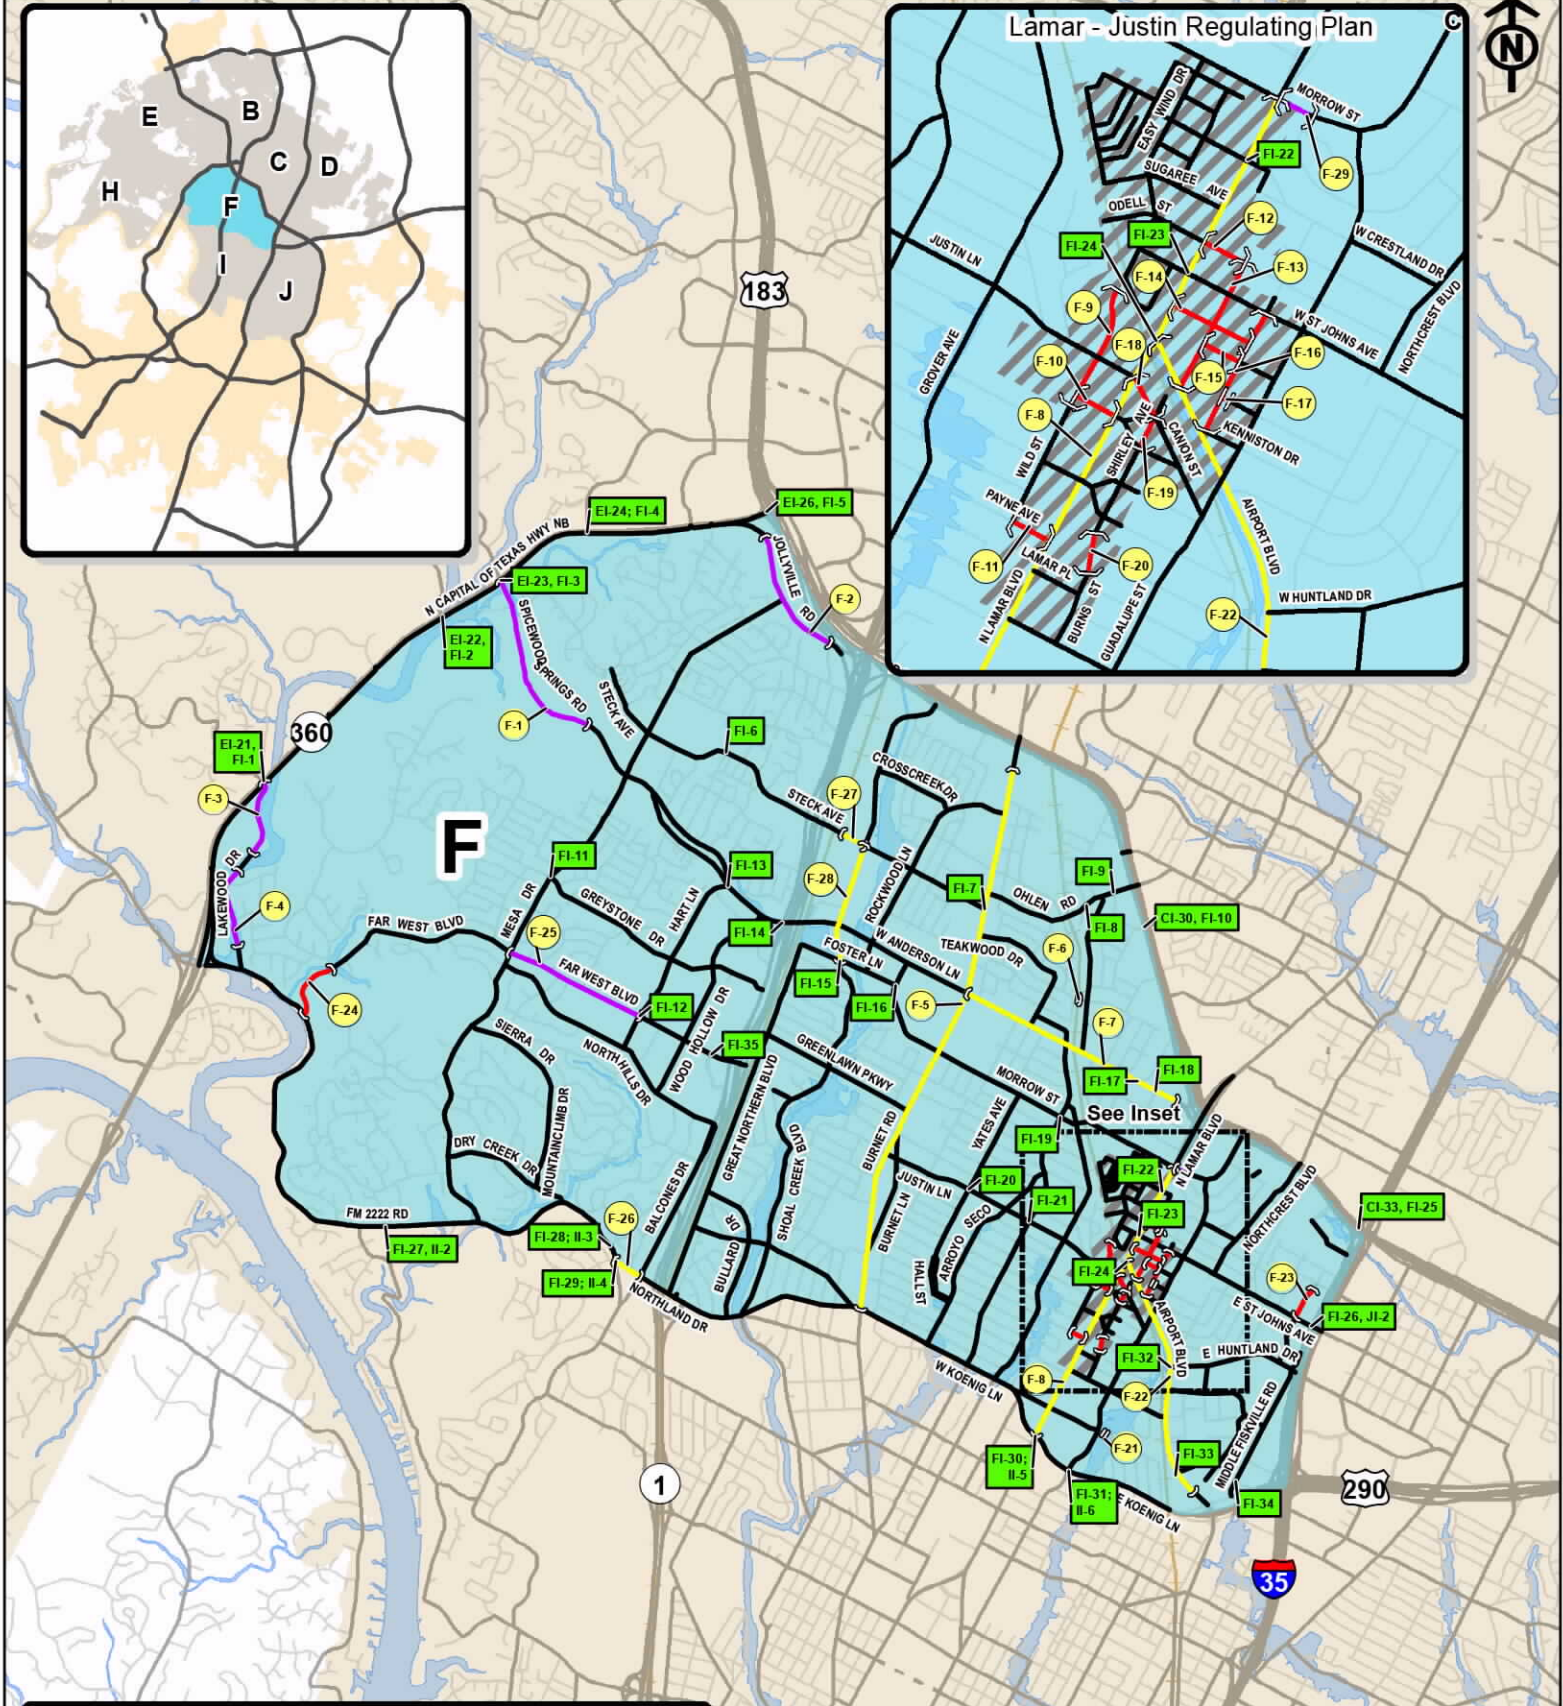 E
B
C
D
H
F
I
J
Lamar - Justin Regulating Plan
C
N
MORROW ST
EASY WIND DR
FI-22
F-29
SUGAREE AVE
ODELL ST
F-12
FI-23
FI-24
W CRESTLAND DR
JUSTIN LN
F-14
F-13
NORTHCREST BLVD
F-9
W ST JOHNS AVE
GROVER AVE
F-18
F-10
F-16
F-15
F-17
F-8
SHIRLEY AVE
CANION ST
KENNISTON DR
WILD ST
F-19
PAYNE AVE
AIRPORT BLVD
F-11
LAMAR PL
F-20
N LAMAR BLVD
BURNS ST
GUADALUPE ST
W HUNTLAND DR
F-22
183
EI-24; FI-4
EI-26, FI-5
N CAPITAL OF TEXAS HWY NB
EI-23, FI-3
JOLLYVILLE RD
F-2
EI-22,
FI-2
SPICEWOOD SPRINGS RD
STECK AVE
F-1
360
EI-21,
FI-1
FI-6
F-3
CROSSCREEK DR
F-27
STECK AVE
F
LAKEWOOD DR
FI-11
FI-13
F-28
ROCKWOOD LN
FI-7
OHLEN RD
FI-9
MESA DR
GREYSTONE DR
HART LN
F-4
FAR WEST BLVD
F-25
FI-14
FI-8
CI-30, FI-10
FOSTER LN
W ANDERSON LN
TEAKWOOD DR
F-6
FAR WEST BLVD
FI-15
FI-12
FI-16
F-5
F-24
WOOD HOLLOW DR
F-7
SIERRA DR
NORTH HILLS DR
FI-35
GREENLAWN PKWY
FI-17
FI-18
MORROW ST
See Inset
MOUNTAINCLIMB DR
GREAT NORTHERN BLVD
SHOAL CREEK BLVD
BURNET RD
YATES AVE
FI-19
N LAMAR BLVD
DRY CREEK DR
JUSTIN LN
FI-20
FI-22
BALCONES DR
FI-21
FI-23
NORTHCREST BLVD
CI-33, FI-25
FM 2222 RD
F-26
BURNET LN
ARROYO SECO
FI-27, II-2
FI-28; II-3
BULLARD DR
HALL ST
FI-24
FI-29; II-4
F-23
E ST JOHNS AVE
FI-26, JI-2
NORTHLAND DR
AIRPORT BLVD
FI-32
E HUNTLAND DR
W KOENIG LN
F-8
F-22
MIDDLE FISKVILLE RD
F-21
FI-30;
II-5
FI-33
1
FI-31;
II-6
E KOENIG LN
FI-34
290
35